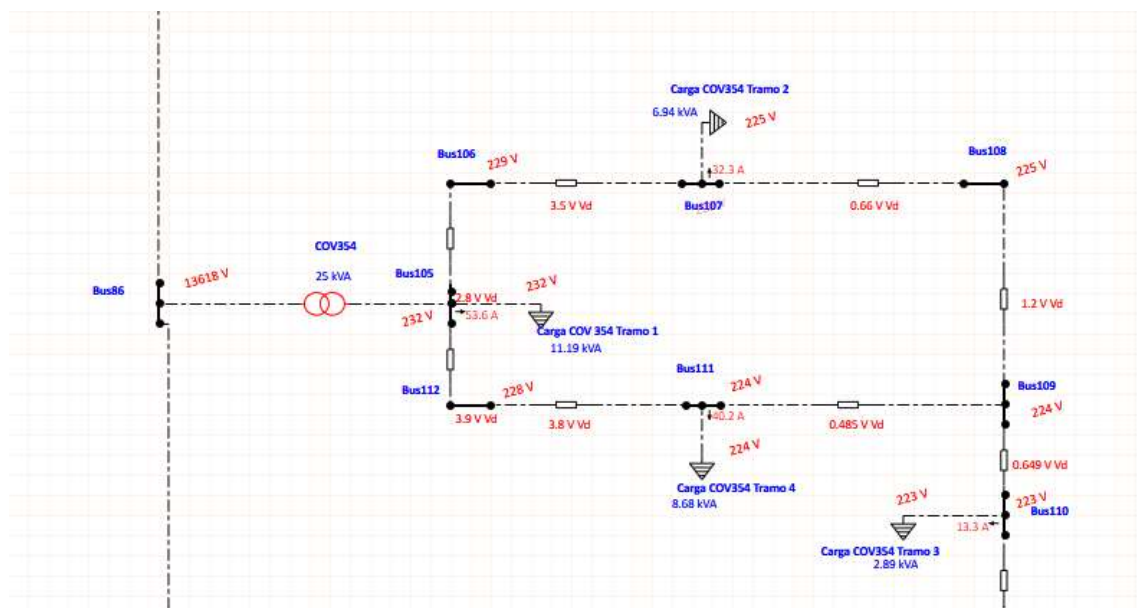 Carga COV354 Tramo 2
6.94 kVA
225 V
Bus106
229 V
Bus108
225 V
32.3 A
3.5 V Vd
Bus107
0.66 V Vd
COV354
25 kVA
Bus86
13618 V
Bus105
232 V
2.8 V Vd
232 V
53.6 A
Carga COV 354 Tramo 1
11.19 kVA
1.2 V Vd
Bus112
228 V
Bus111
224 V
Bus109
224 V
3.9 V Vd
3.8 V Vd
40.2 A
0.485 V Vd
224 V
0.649 V Vd
Carga COV354 Tramo 4
8.68 kVA
223 V
223 V
Bus110
13.3 A
Carga COV354 Tramo 3
2.89 kVA